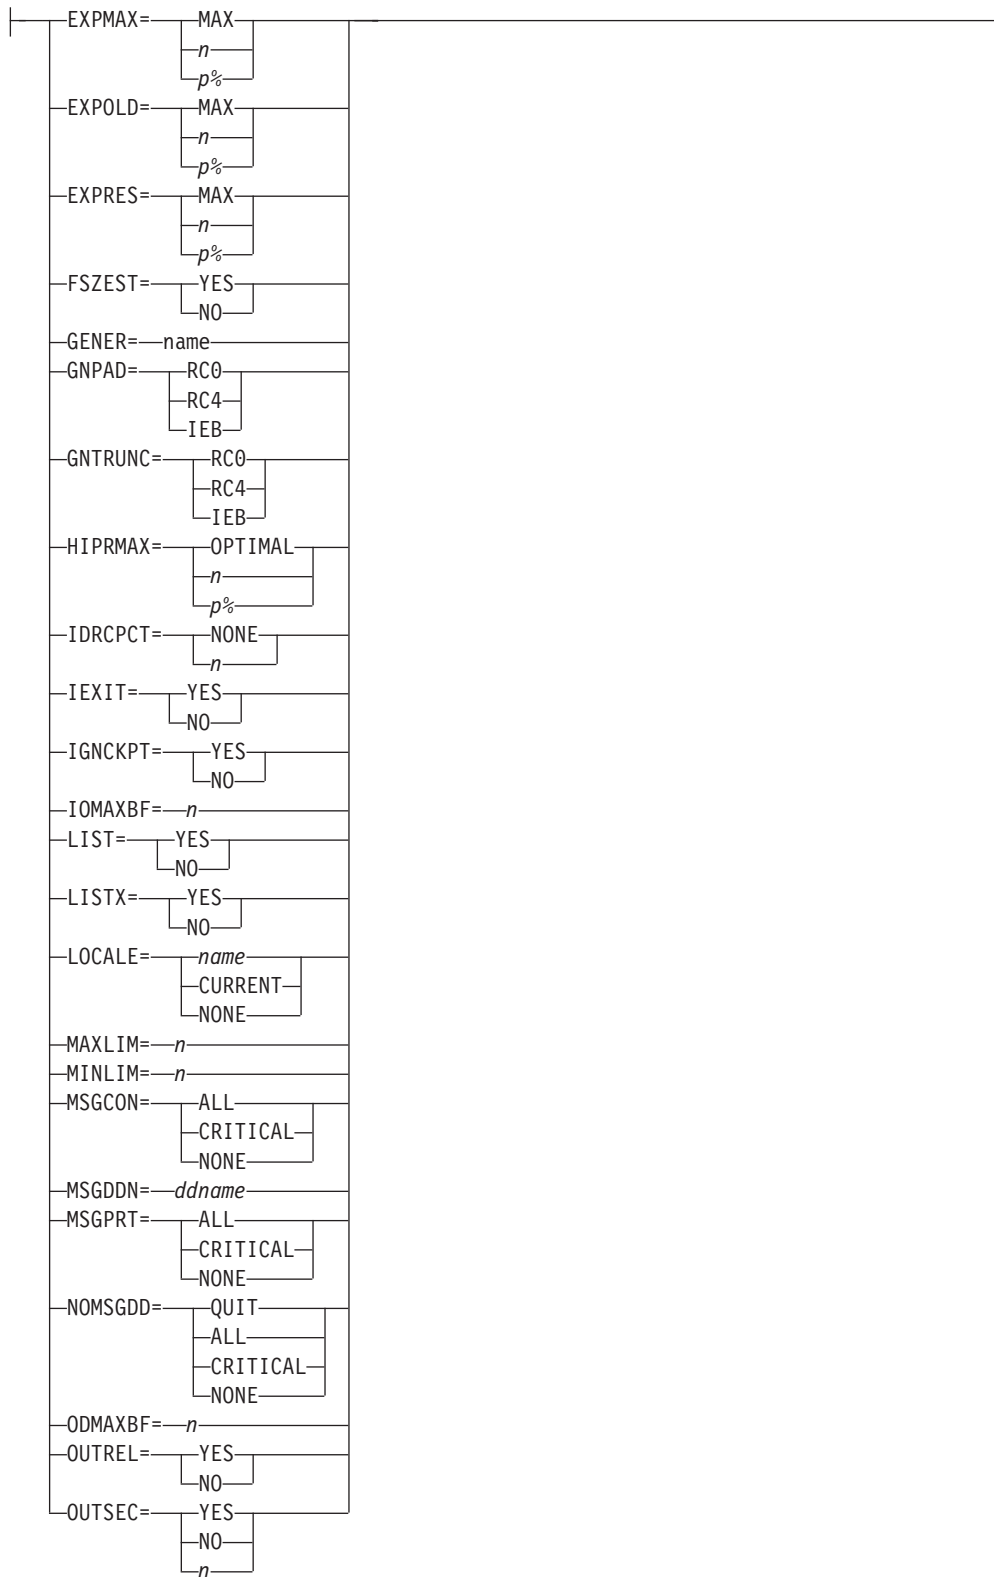 EXPMAX= MAX
n
p%
EXPOLD= MAX
n
p%
EXPRES= MAX
n
p%
FSZEST= YES
NO
GENER= name
GNPAD= RC0
RC4
IEB
GNTRUNC= RC0
RC4
IEB
HIPRMAX= OPTIMAL
n
p%
IDRCPCT= NONE
n
IEXIT= YES
NO
IGNCKPT= YES
NO
IOMAXBF= n
LIST= YES
NO
LISTX= YES
NO
LOCALE= name
CURRENT
NONE
MAXLIM= n
MINLIM= n
MSGCON= ALL
CRITICAL
NONE
MSGDDN= ddname
MSGPRT= ALL
CRITICAL
NONE
NOMSGDD= QUIT
ALL
CRITICAL
NONE
ODMAXBF= n
OUTREL= YES
NO
OUTSEC= YES
NO
n